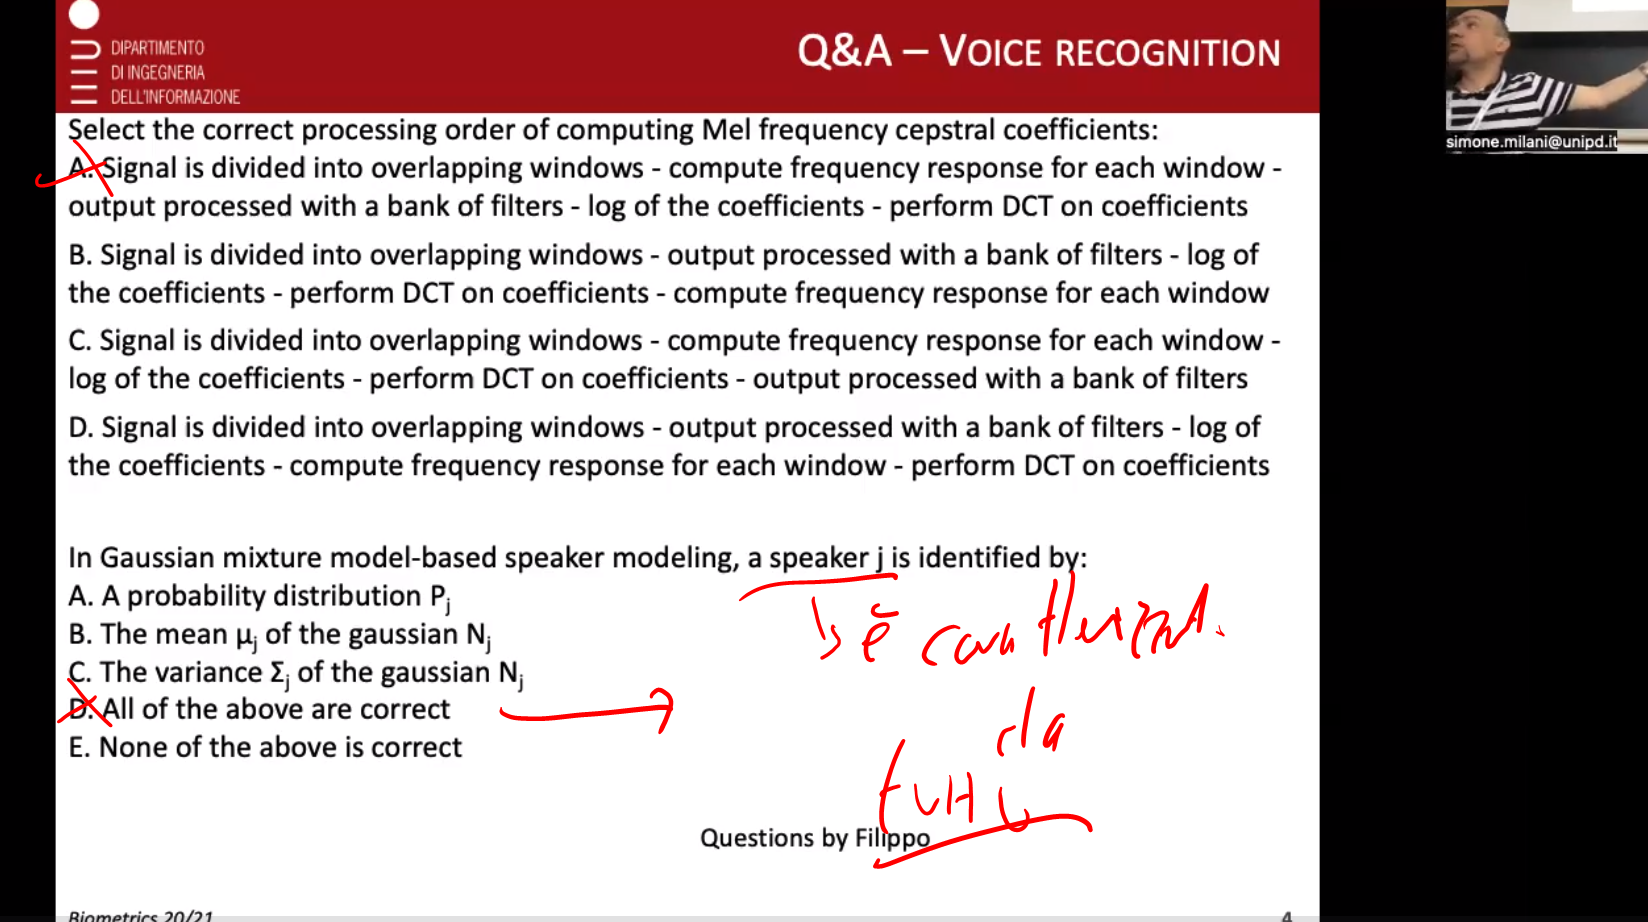 DIPARTIMENTO
DI INGEGNERIA
DELL'INFORMAZIONE
Q&A – VOICE RECOGNITION
simone.milani@unipd.it
Select the correct processing order of computing Mel frequency cepstral coefficients:
A. Signal is divided into overlapping windows - compute frequency response for each window -
output processed with a bank of filters - log of the coefficients - perform DCT on coefficients
B. Signal is divided into overlapping windows - output processed with a bank of filters - log of
the coefficients - perform DCT on coefficients - compute frequency response for each window
C. Signal is divided into overlapping windows - compute frequency response for each window -
log of the coefficients - perform DCT on coefficients - output processed with a bank of filters
D. Signal is divided into overlapping windows - output processed with a bank of filters - log of
the coefficients - compute frequency response for each window - perform DCT on coefficients
In Gaussian mixture model-based speaker modeling, a speaker j is identified by:
A. A probability distribution Pj
B. The mean μj of the gaussian Nj
C. The variance Σj of the gaussian Nj
D. All of the above are correct
E. None of the above is correct
è
da
Questions by Filippo
Biometrics 20/21
4